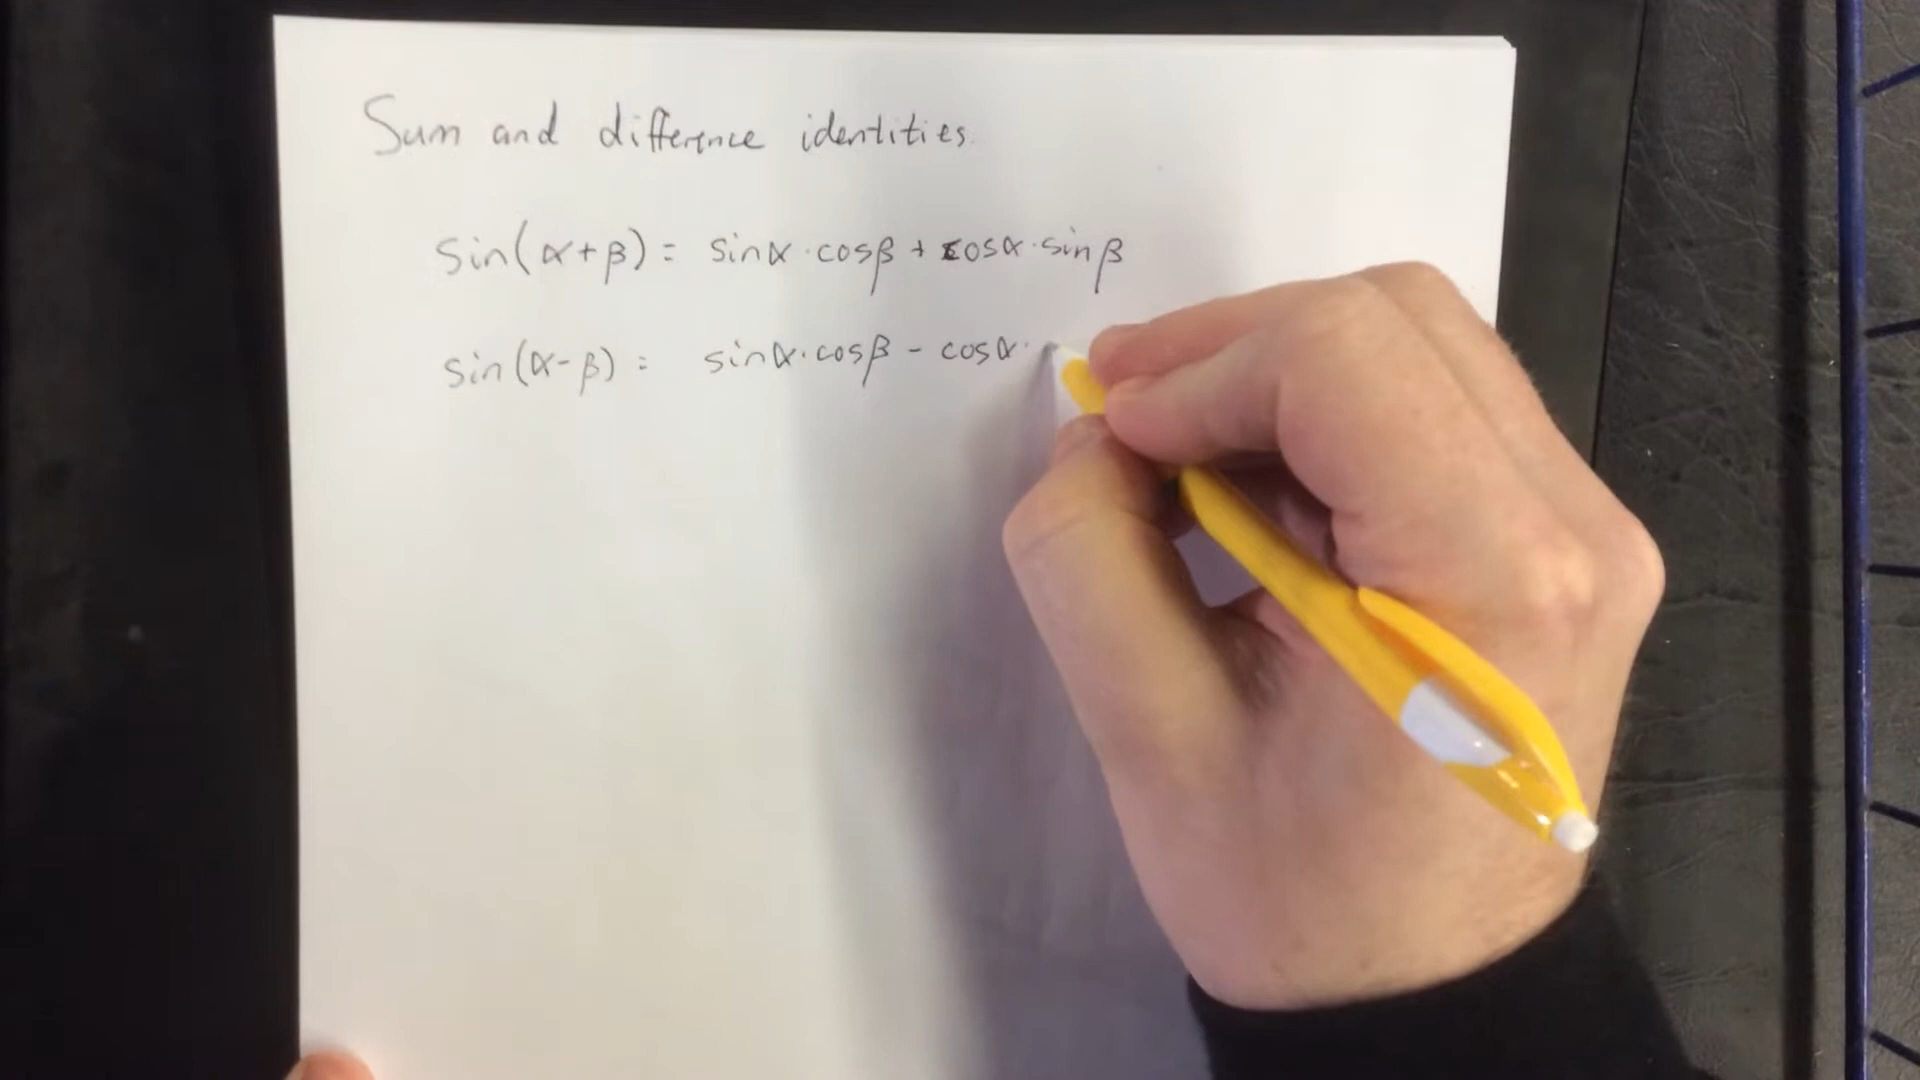 Sum and difference identities.
sin(α+β) = sinα·cosβ + cosα·sinβ
sin(α-β) = sinα·cosβ - cosα·